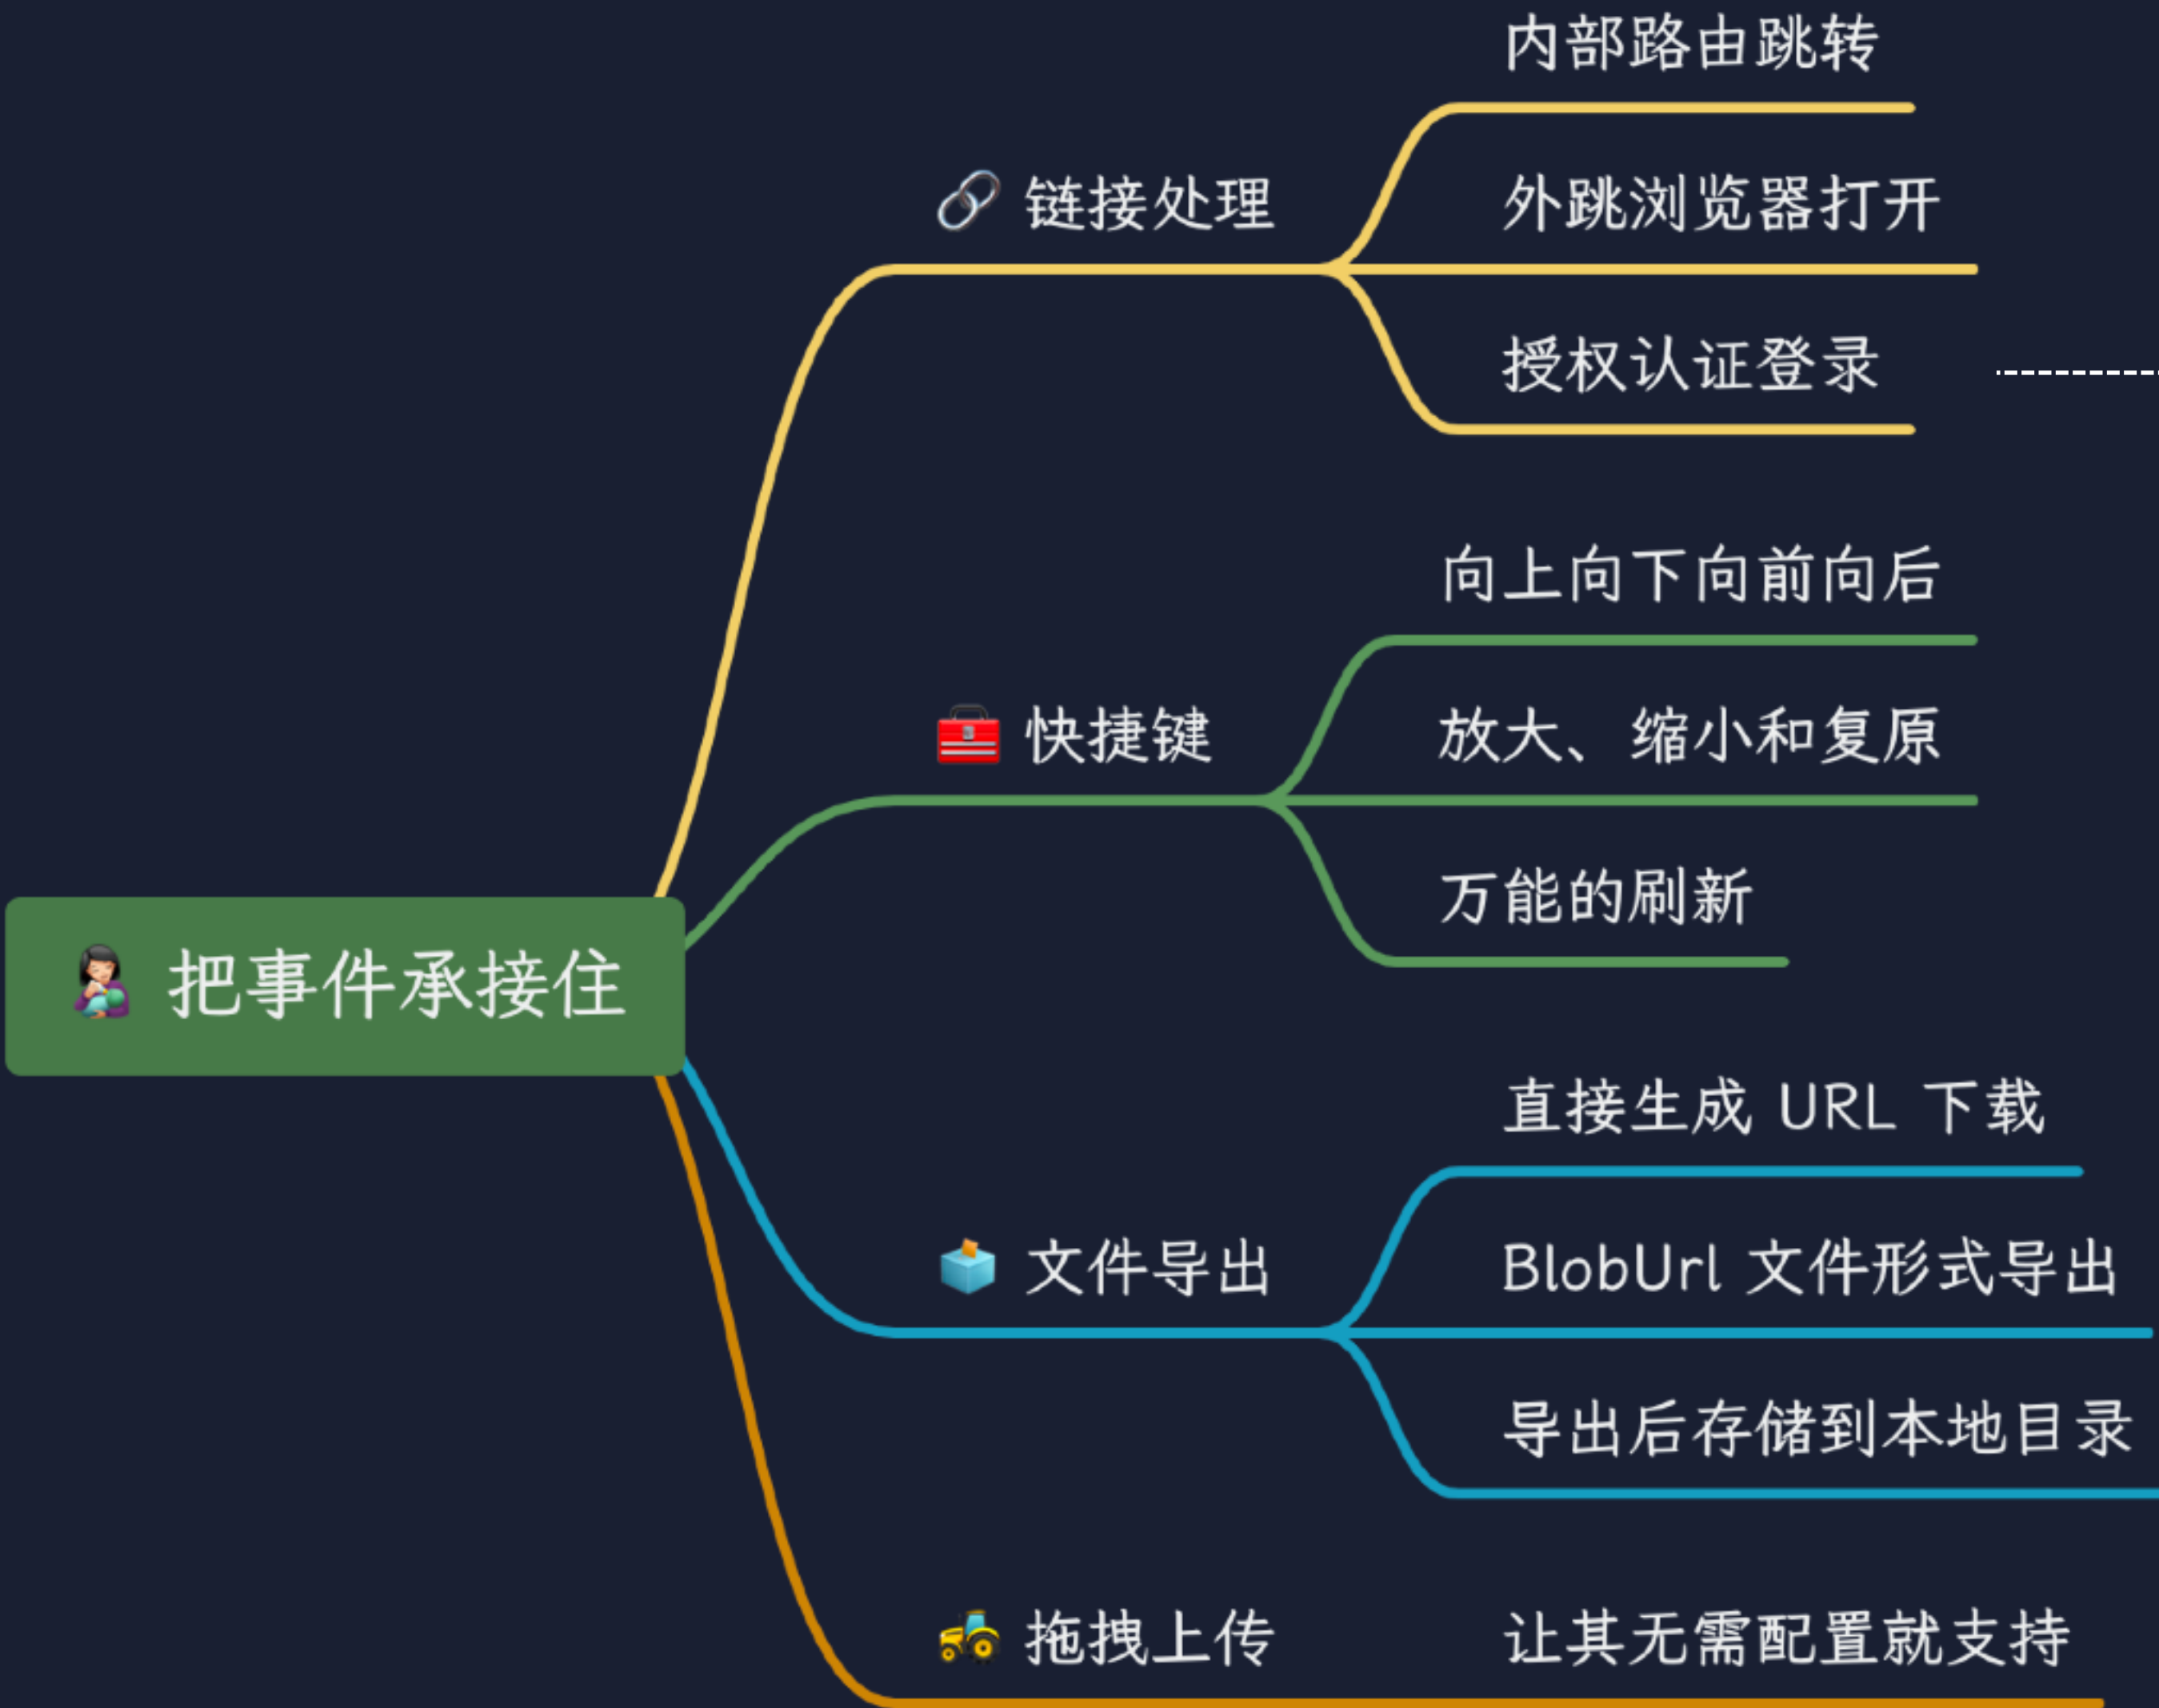 把事件承接住
链接处理
内部路由跳转
外跳浏览器打开
授权认证登录
快捷键
向上向下向前向后
放大、缩小和复原
万能的刷新
文件导出
直接生成 URL 下载
BlobUrl 文件形式导出
导出后存储到本地目录
拖拽上传
让其无需配置就支持